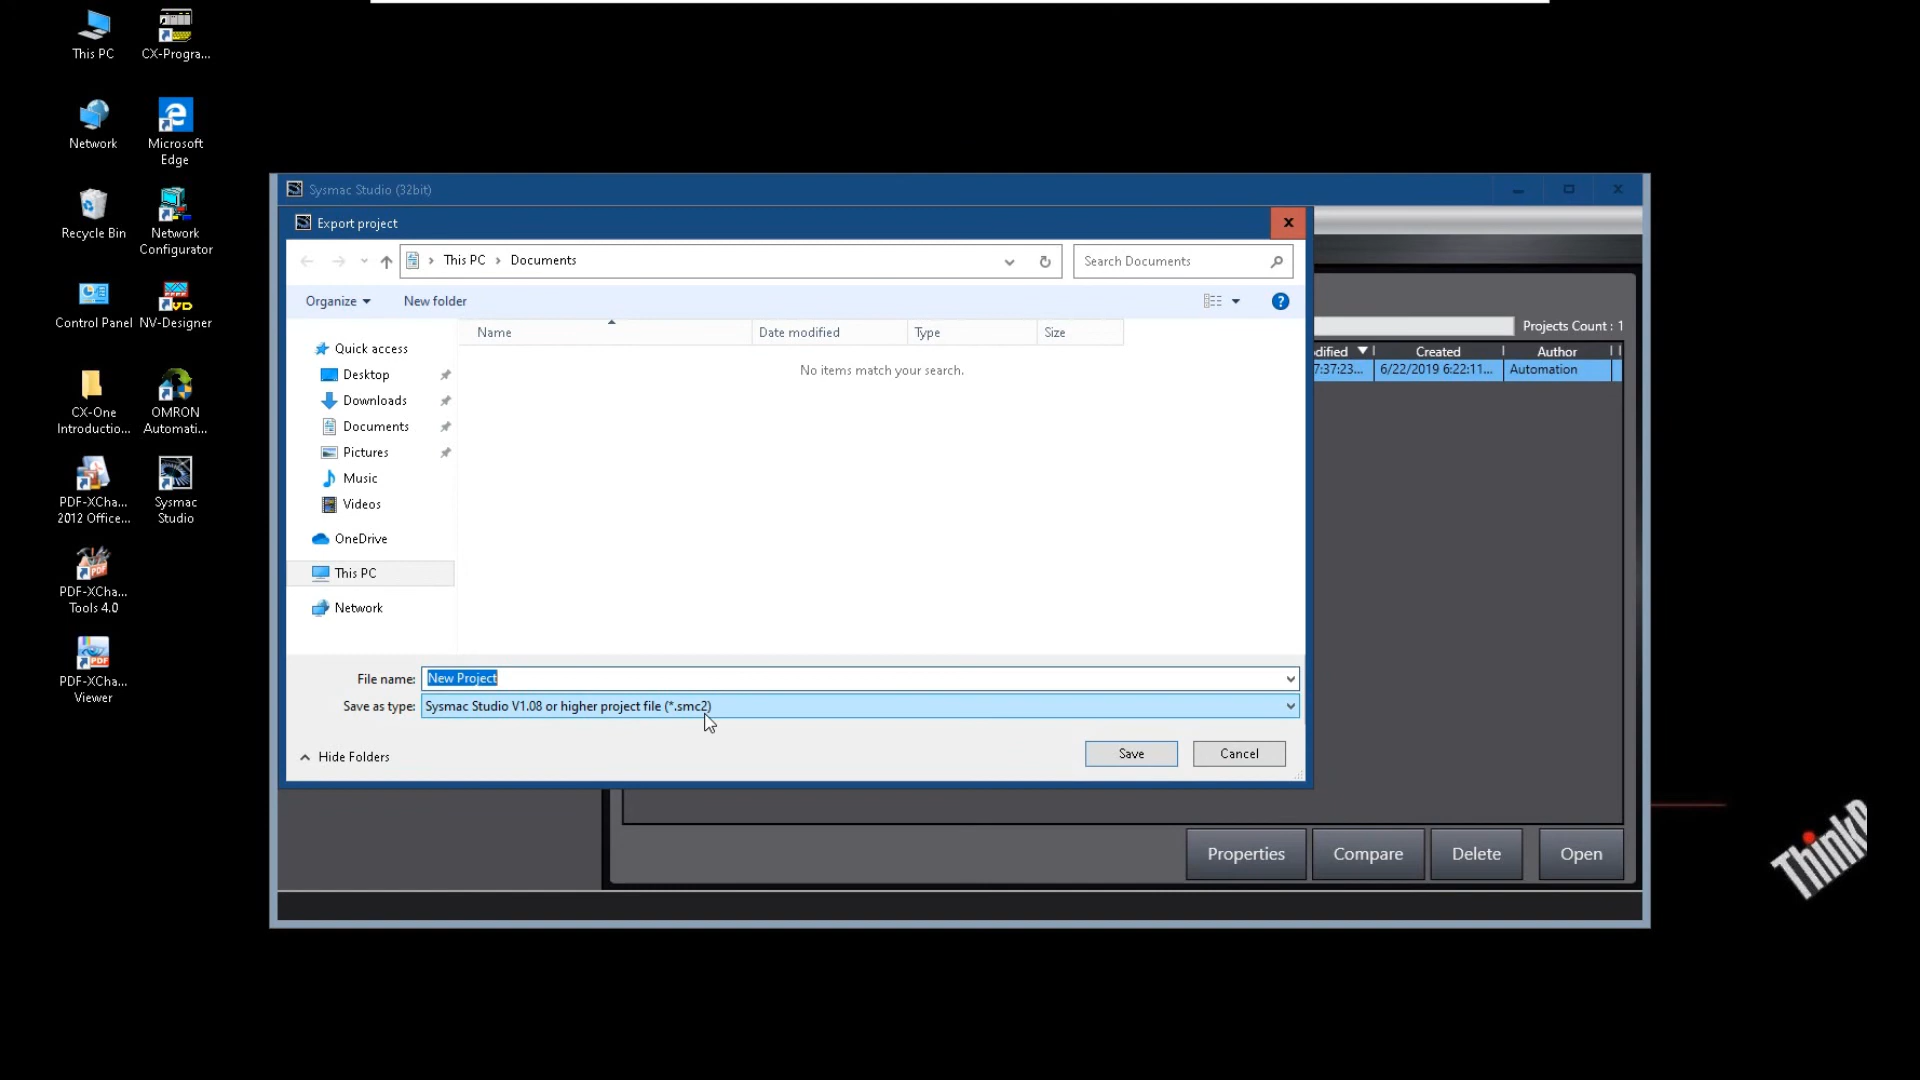 This PC
CX-Progra...
Network
Microsoft
Edge
Recycle Bin
Network
Configurator
Control Panel
NV-Designer
CX-One
Introductio...
OMRON
Automati...
PDF-XCha...
2012 Office...
Sysmac
Studio
PDF-XCha...
Tools 4.0
PDF-XCha...
Viewer
Sysmac Studio (32bit)
Export project
This PC > Documents
Search Documents
Organize
New folder
Name
Date modified
Type
Size
No items match your search.
Quick access
Desktop
Downloads
Documents
Pictures
Music
Videos
OneDrive
This PC
Network
File name: New Project
Save as type: Sysmac Studio V1.08 or higher project file (*.smc2)
Hide Folders
Save
Cancel
Projects Count : 1
dified
Created
Author
7:37:23...
6/22/2019 6:22:11...
Automation
Properties
Compare
Delete
Open
ThinkP